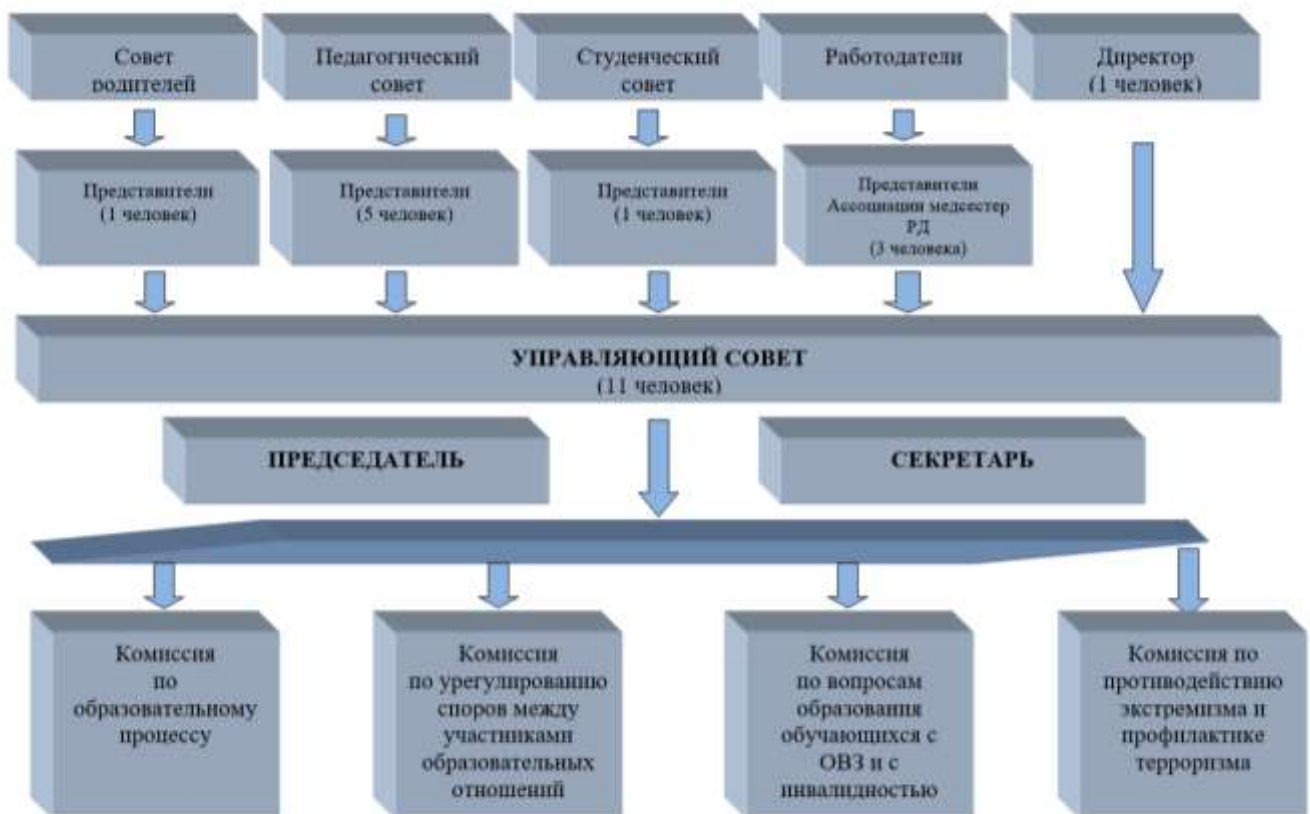 Совет
родителей
Педагогический
совет
Студенческий
совет
Работодатели
Директор
(1 человек)
Представители
(1 человек)
Представители
(5 человек)
Представители
(1 человек)
Представители
Ассоциации медсестер
РД
(3 человека)
УПРАВЛЯЮЩИЙ СОВЕТ
(11 человек)
ПРЕДСЕДАТЕЛЬ
СЕКРЕТАРЬ
Комиссия
по
образовательному
процессу
Комиссия
по урегулированию
споров между
участниками
образовательных
отношений
Комиссия
по вопросам
образования
обучающихся с
ОВЗ и с
инвалидностью
Комиссия по
противодействию
экстремизма и
профилактике
терроризма